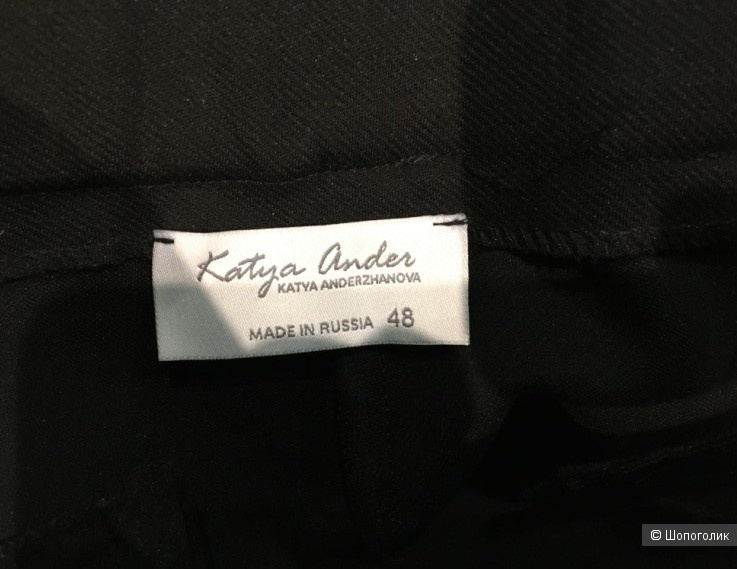 Katya Ander
KATYA ANDERZHANOVA
MADE IN RUSSIA 48
© Шопоголик